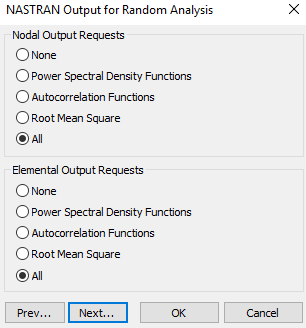 NASTRAN Output for Random Analysis
Nodal Output Requests
None
Power Spectral Density Functions
Autocorrelation Functions
Root Mean Square
All
Elemental Output Requests
None
Power Spectral Density Functions
Autocorrelation Functions
Root Mean Square
All
Prev... Next... OK Cancel